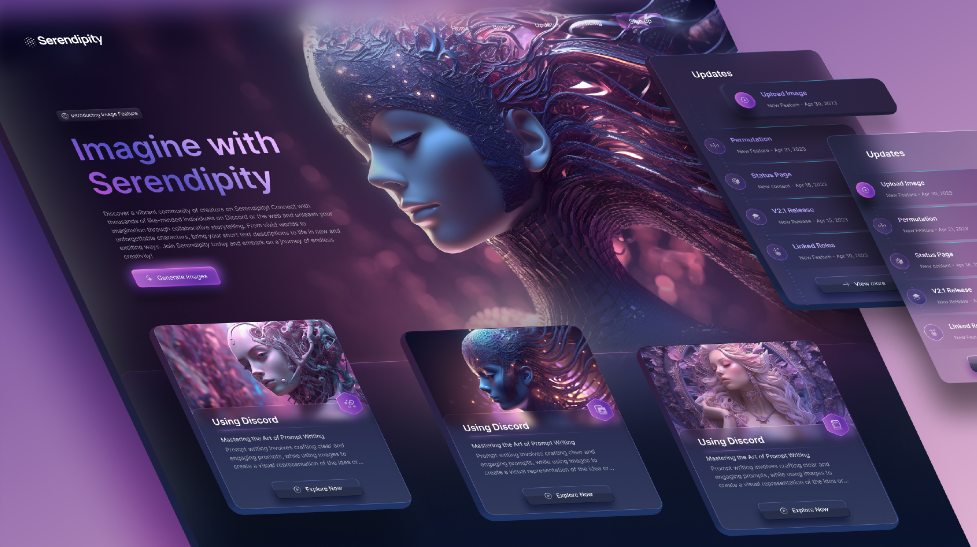 Serendipity
Introducing Image Feature
Imagine with
Serendipity
Discover a vibrant community of creators on Serendipity! Connect with
thousands of like-minded individuals on Discord or the web and unleash your
imagination through collaborative storytelling. From vivid worlds to
unforgettable characters, bring your short text descriptions to life in new and
exciting ways. Join Serendipity today and embark on a journey of endless
creativity!
Generate Images
Updates
Upload Image
New Feature - Apr 30, 2023
Permutation
New Feature - Apr 21, 2023
Status Page
New content - Apr 18, 2023
V2.1 Release
New Release - Apr 15, 2023
Linked Roles
New Feature - Apr 10, 2023
View more
Updates
Upload Image
New Feature - Apr 30, 2023
Permutation
New Feature - Apr 21, 2023
Status Page
New content - Apr 18,
V2.1 Release
New Release - Apr
Linked R
New Fea
Using Discord
Mastering the Art of Prompt Writing
Prompt writing involves crafting clear and
engaging prompts, while using images to
create a visual representation of the idea or...
Explore Now
Using Discord
Mastering the Art of Prompt Writing
Prompt writing involves crafting clear and
engaging prompts, while using images to
create a visual representation of the idea or...
Explore Now
Using Discord
Mastering the Art of Prompt Writing
Prompt writing involves crafting clear and
engaging prompts, while using images to
create a visual representation of the idea or...
Explore Now